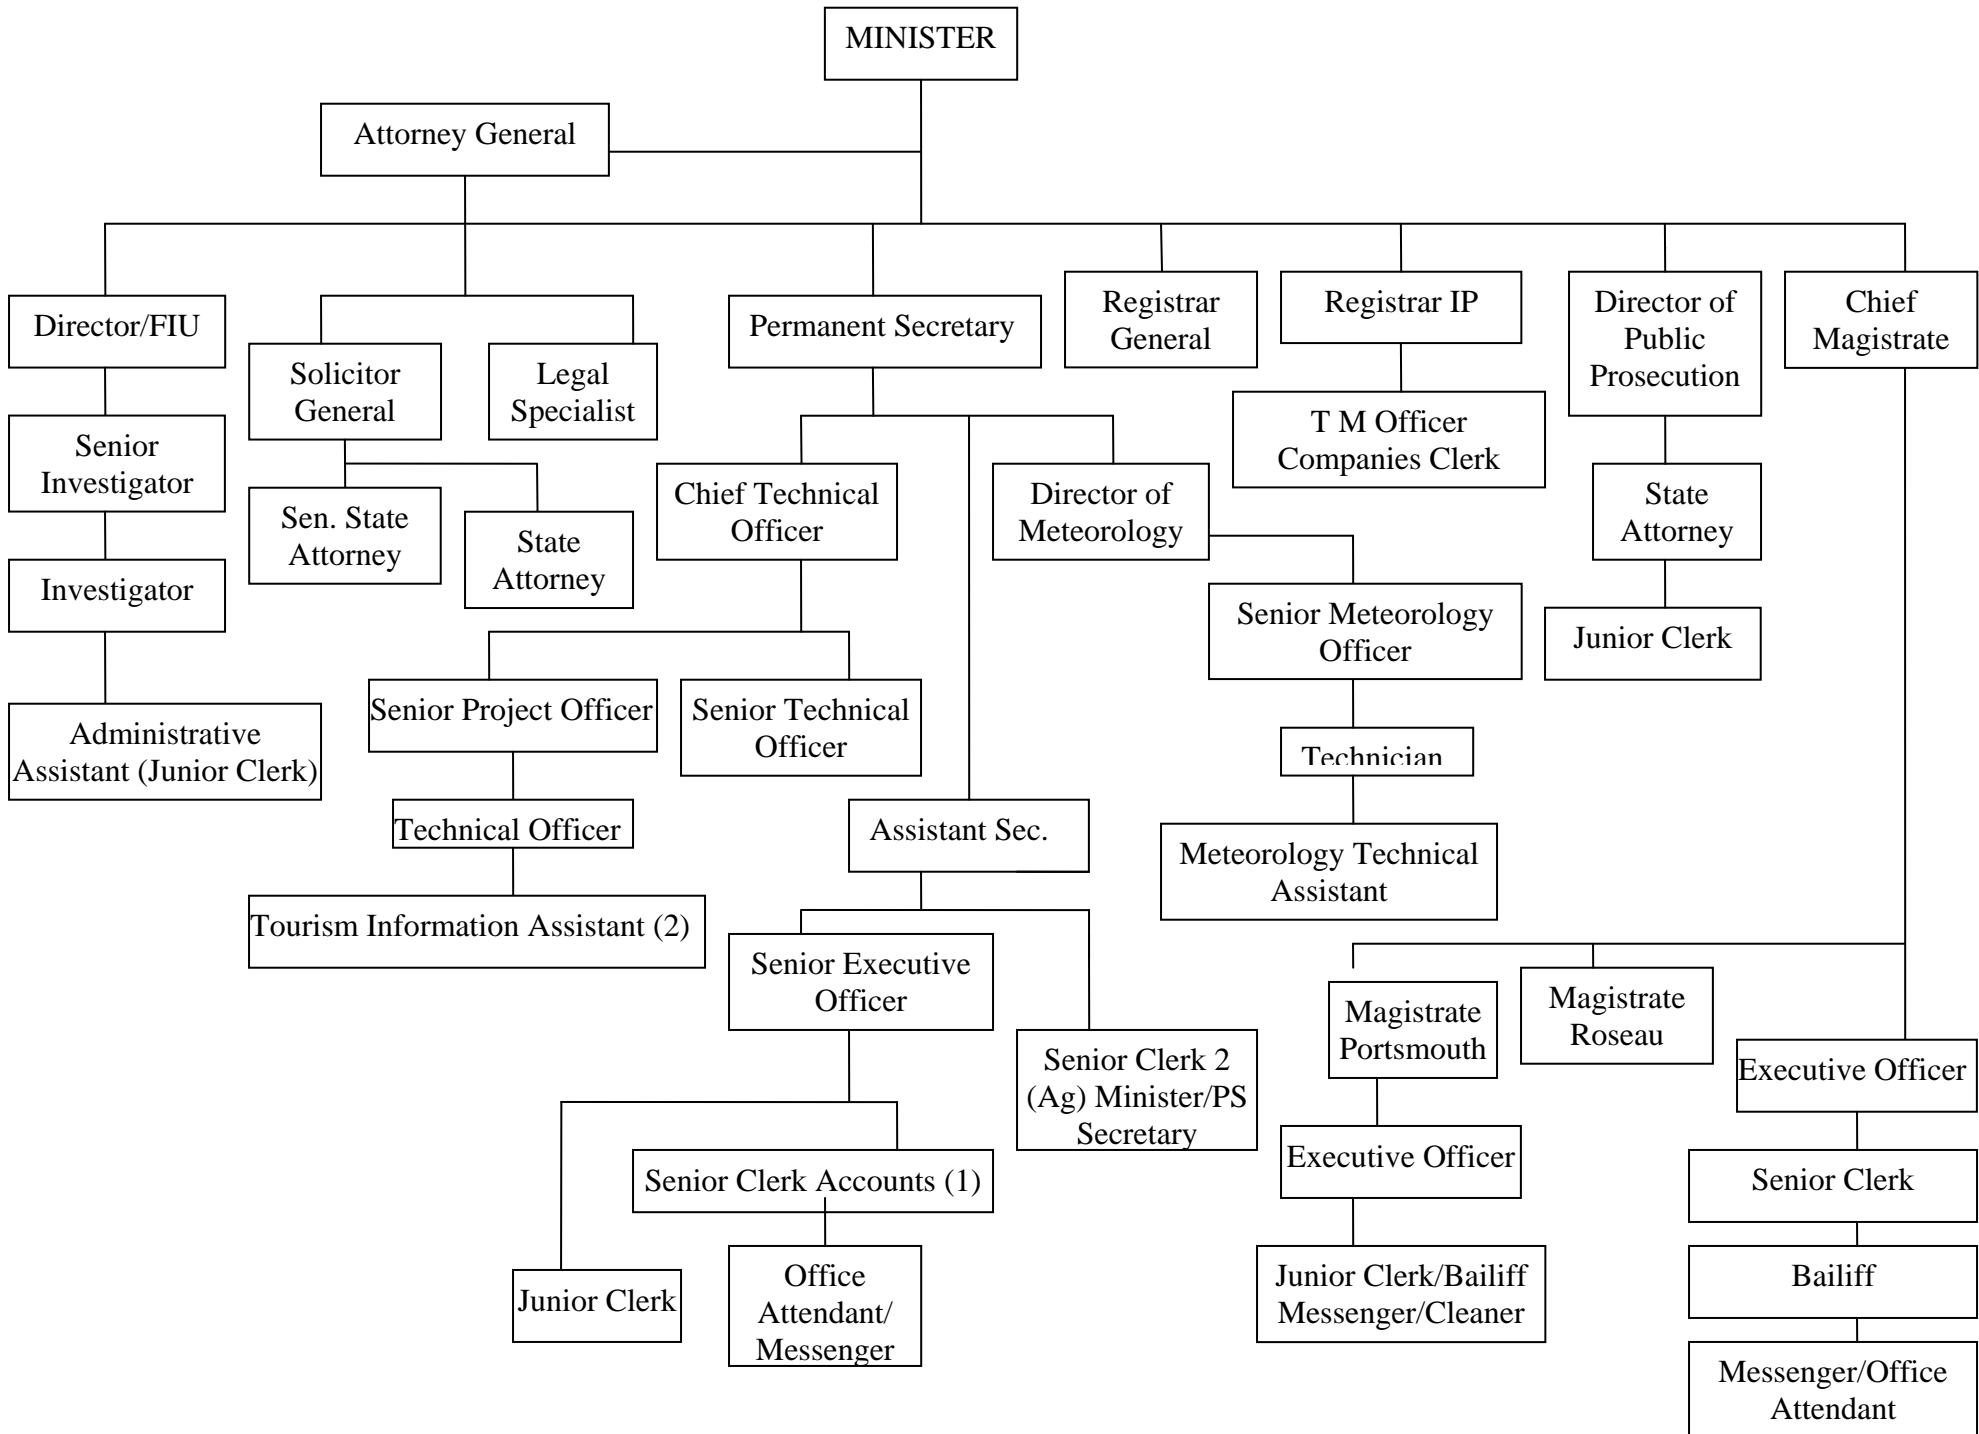 MINISTER
Attorney General
Director/FIU
Solicitor
General
Legal
Specialist
Permanent Secretary
Registrar
General
Registrar IP
Director of
Public
Prosecution
Chief
Magistrate
Senior
Investigator
Sen. State
Attorney
State
Attorney
Chief Technical
Officer
Director of
Meteorology
T M Officer
Companies Clerk
State
Attorney
Investigator
Senior Meteorology
Officer
Junior Clerk
Administrative
Assistant (Junior Clerk)
Senior Project Officer
Senior Technical
Officer
Technician
Technical Officer
Assistant Sec.
Meteorology Technical
Assistant
Tourism Information Assistant (2)
Senior Executive
Officer
Senior Clerk 2
(Ag) Minister/PS
Secretary
Magistrate
Portsmouth
Magistrate
Roseau
Executive Officer
Senior Clerk Accounts (1)
Executive Officer
Senior Clerk
Junior Clerk
Office
Attendant/
Messenger
Junior Clerk/Bailiff
Messenger/Cleaner
Bailiff
Messenger/Office
Attendant